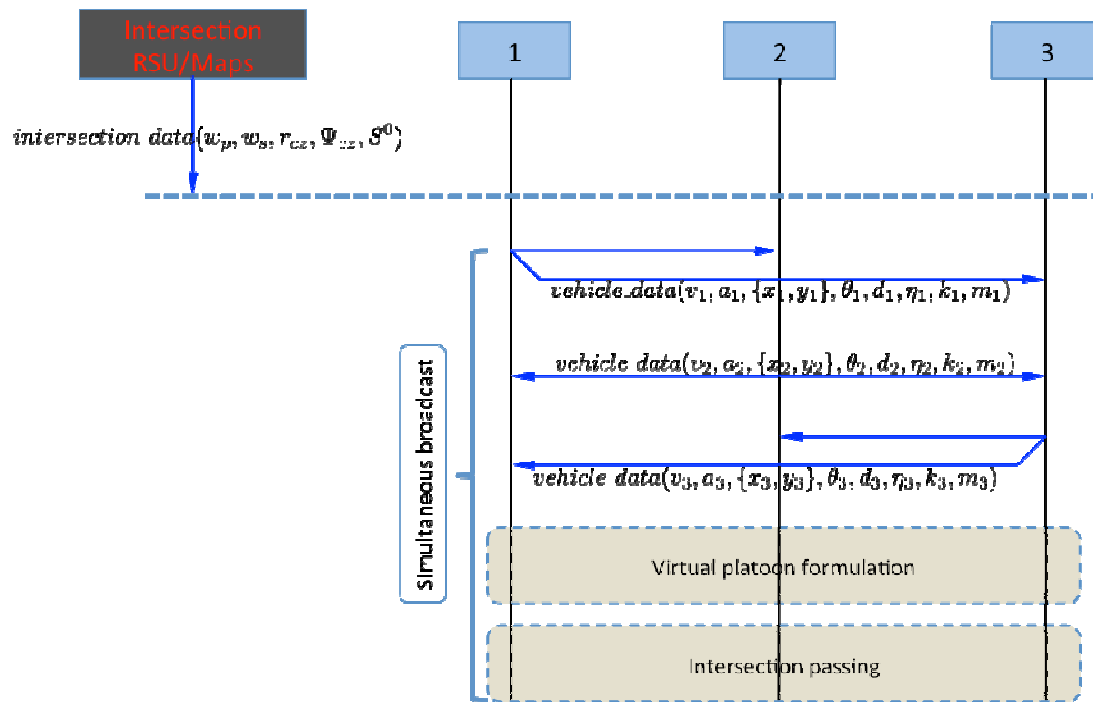 Intersection
RSU/Maps
1
2
3
intersection data(w_p, w_s, r_cz, Ψ_cz, S^0)
vehicle data(v_1, a_1, {x_1, y_1}, θ_1, d_1, η_1, k_1, m_1)
vehicle data(v_2, a_2, {x_2, y_2}, θ_2, d_2, η_2, k_2, m_2)
vehicle data(v_3, a_3, {x_3, y_3}, θ_3, d_3, η_3, k_3, m_3)
Simultaneous broadcast
Virtual platoon formulation
Intersection passing